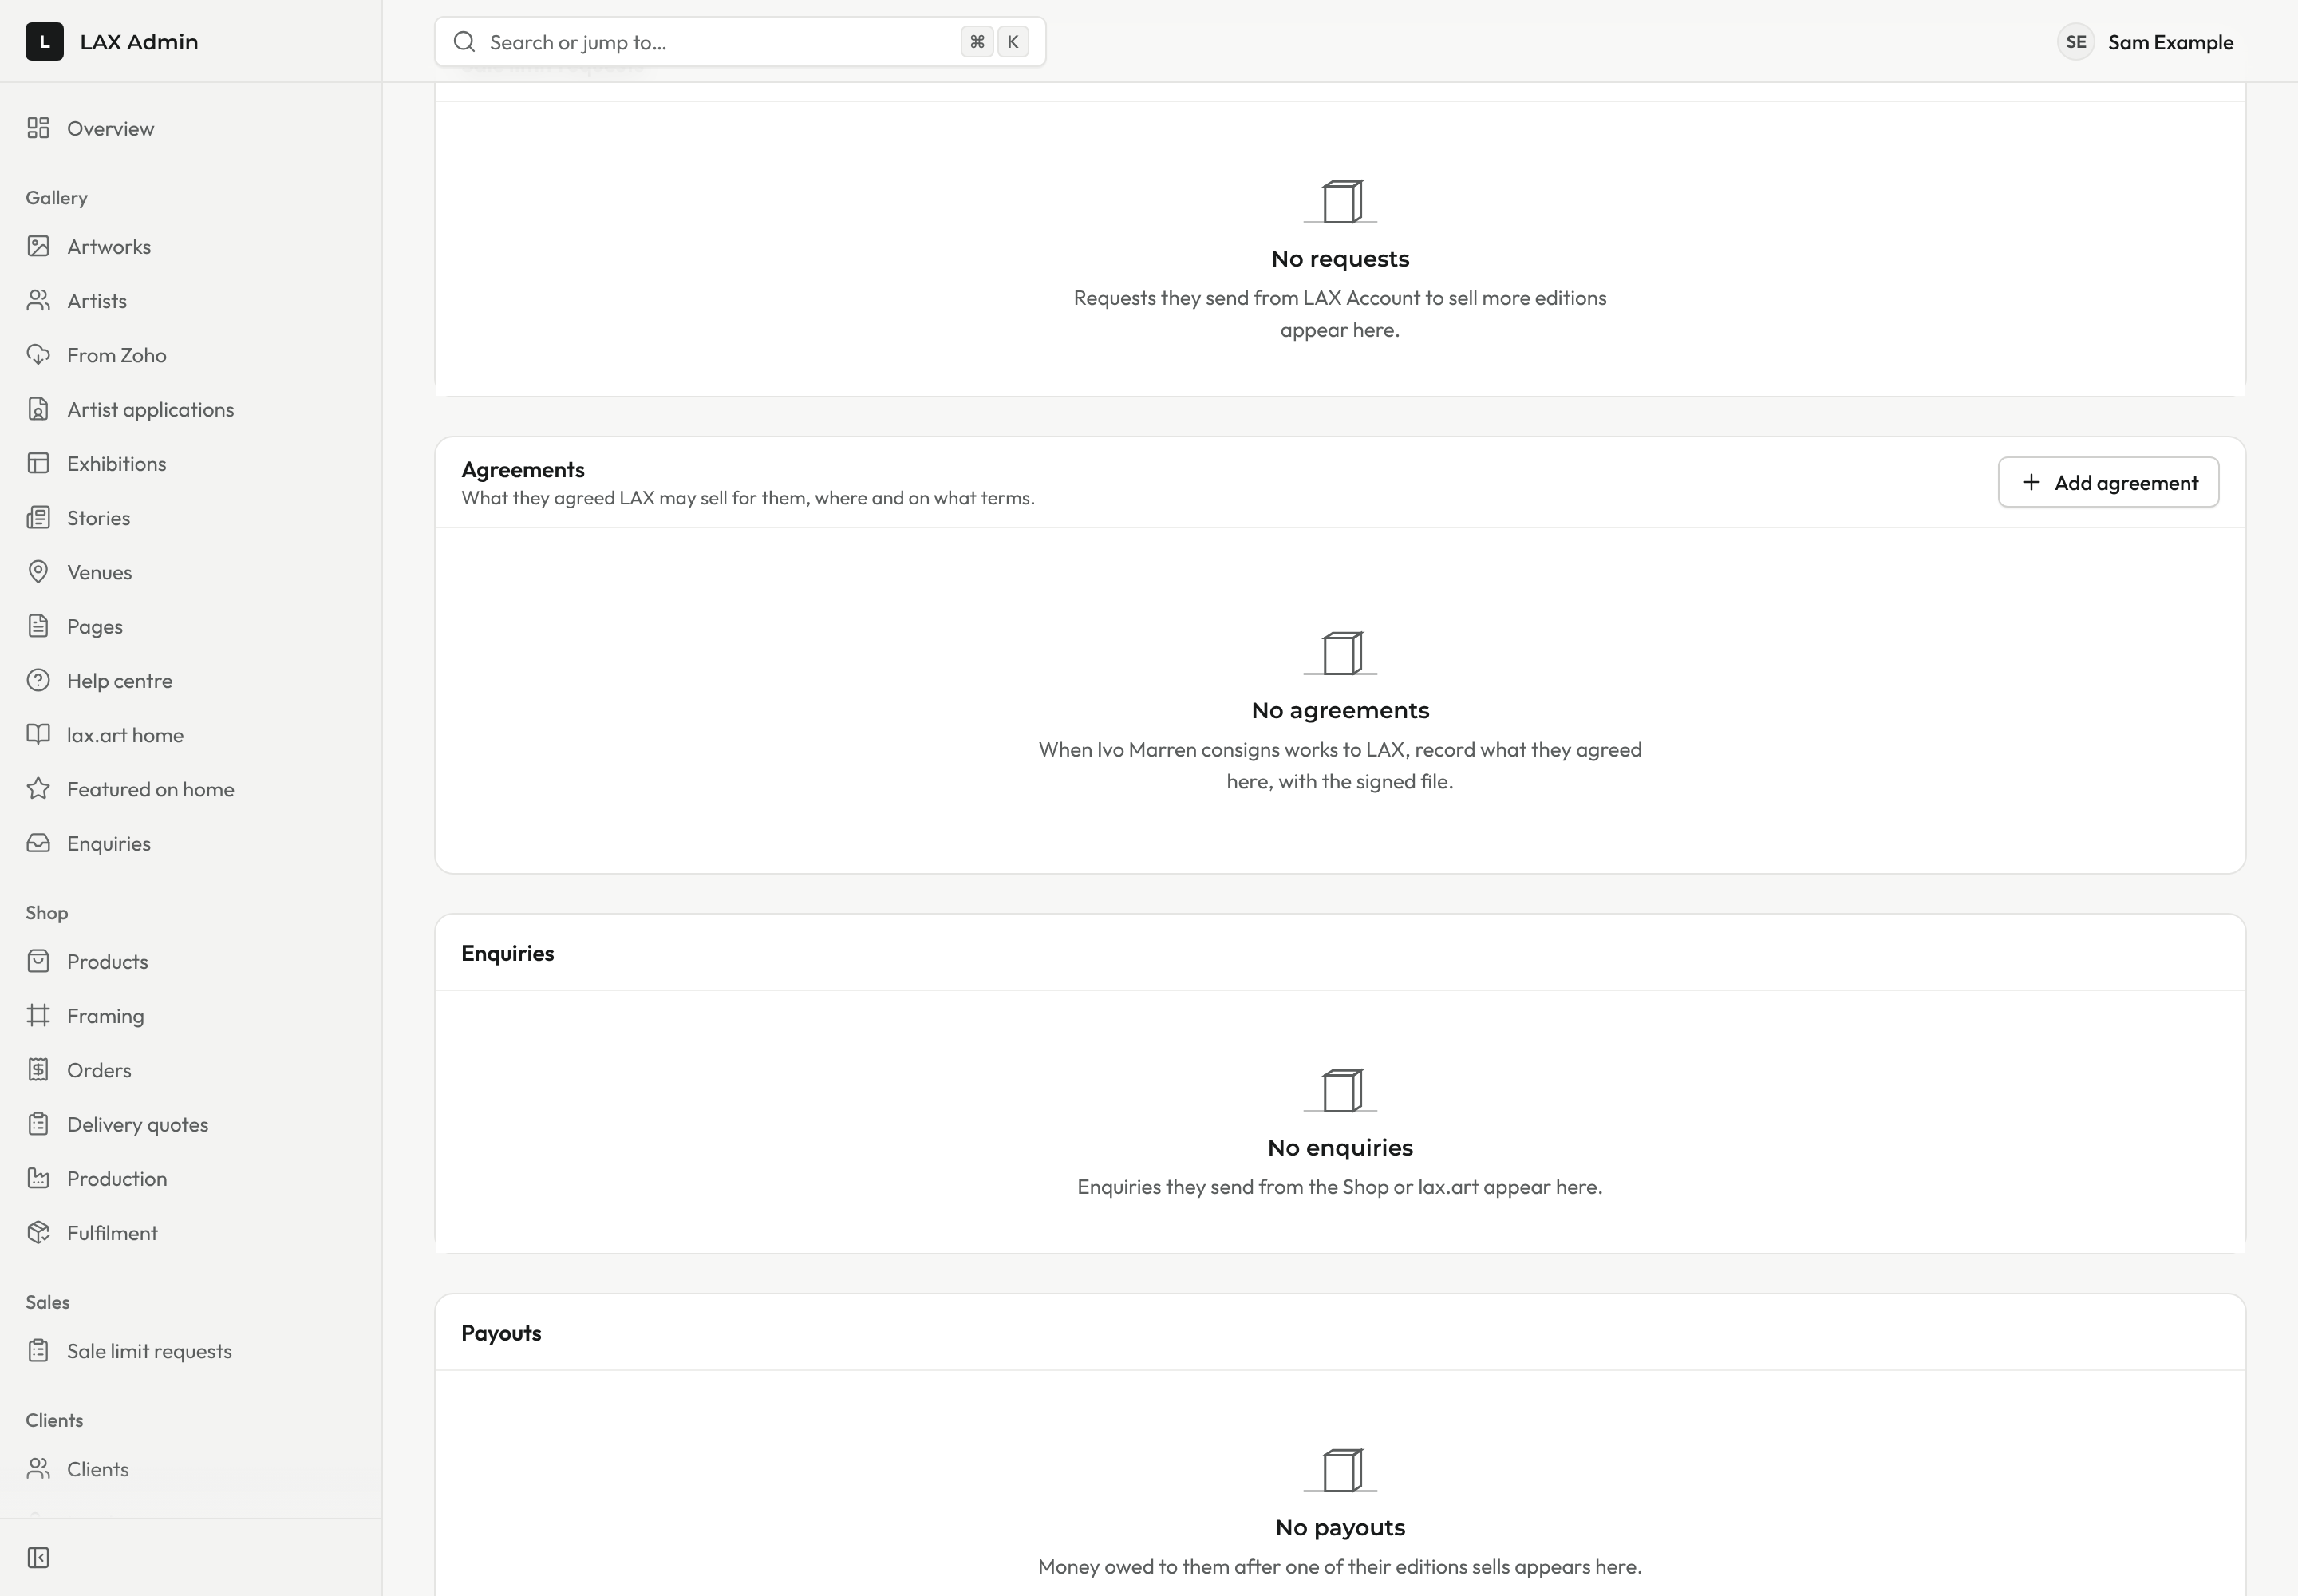 L LAX Admin
Search or jump to...
⌘ K
SE Sam Example
Overview
Gallery
Artworks
Artists
From Zoho
Artist applications
Exhibitions
Stories
Venues
Pages
Help centre
lax.art home
Featured on home
Enquiries
Shop
Products
Framing
Orders
Delivery quotes
Production
Fulfilment
Sales
Sale limit requests
Clients
Clients
No requests
Requests they send from LAX Account to sell more editions
appear here.
Agreements
What they agreed LAX may sell for them, where and on what terms.
Add agreement
No agreements
When Ivo Marren consigns works to LAX, record what they agreed
here, with the signed file.
Enquiries
No enquiries
Enquiries they send from the Shop or lax.art appear here.
Payouts
No payouts
Money owed to them after one of their editions sells appears here.